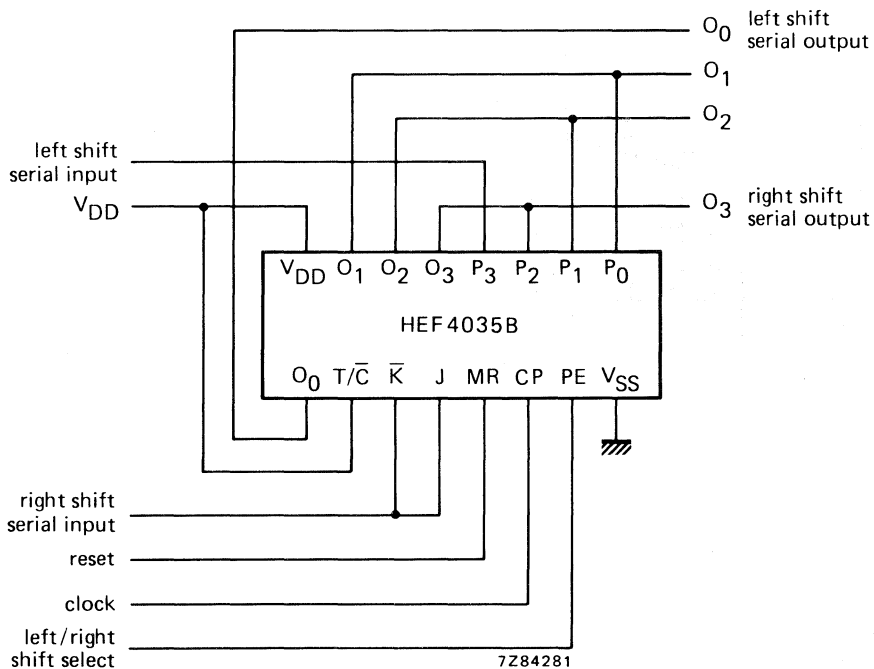 O0 left shift
serial output
O1
O2
left shift
serial input
VDD
O3 right shift
serial output
VDD O1 O2 O3 P3 P2 P1 P0
HEF4035B
O0 T/C̅ K̅ J MR CP PE VSS
right shift
serial input
reset
clock
left/right
shift select
7Z84281